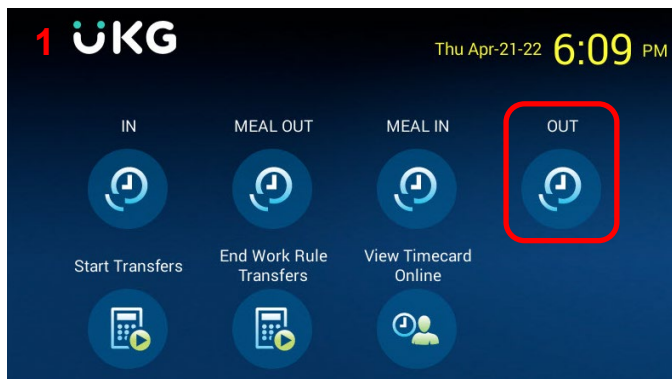 1 ÜKG
Thu Apr-21-22 6:09 PM
IN
MEAL OUT
MEAL IN
OUT
Start Transfers
End Work Rule
Transfers
View Timecard
Online